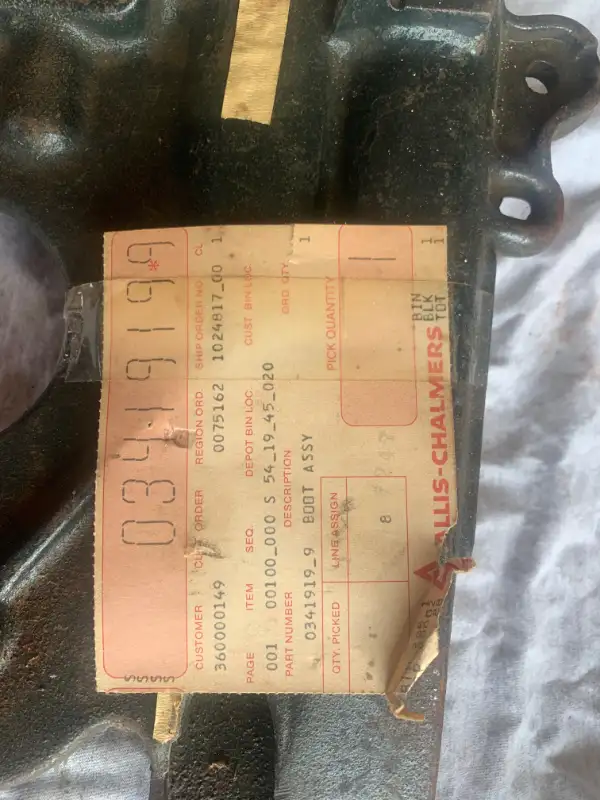 0341919*9
CUSTOMER CUST. ORDER REGION ORD SHIP ORDER NO. CL
360000149 0075162 1024817_00 1
PAGE ITEM SEQ. DEPOT BIN LOC. CUST BIN LOC.
001 00100_000 S 54_19_45_020
PART NUMBER DESCRIPTION ORD QTY
0341919_9 BOOT ASSY 1
QTY. PICKED LINE ASSIGN PICK QUANTITY
8 1
BIN
BLK 1
TOT 1
ALLIS-CHALMERS